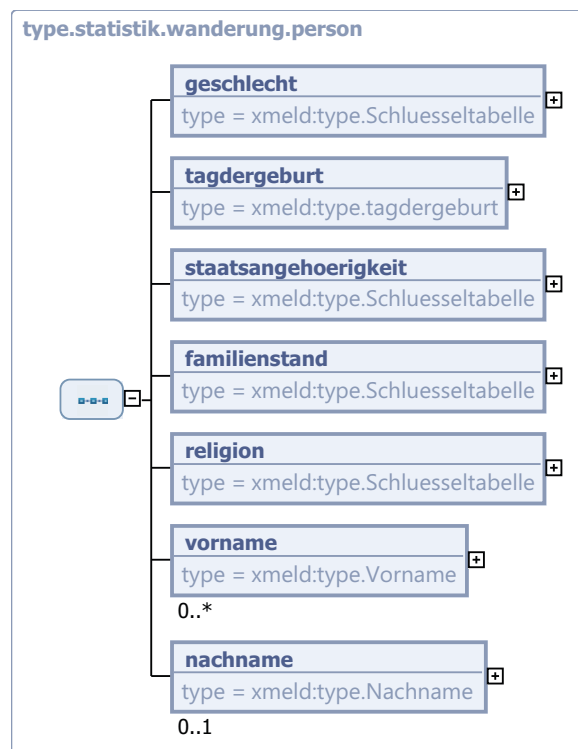 type.statistik.wanderung.person
geschlecht
type = xmeld:type.Schluesseltabelle
tagdergeburt
type = xmeld:type.tagdergeburt
staatsangehoerigkeit
type = xmeld:type.Schluesseltabelle
familienstand
type = xmeld:type.Schluesseltabelle
religion
type = xmeld:type.Schluesseltabelle
vorname
type = xmeld:type.Vorname
0..*
nachname
type = xmeld:type.Nachname
0..1